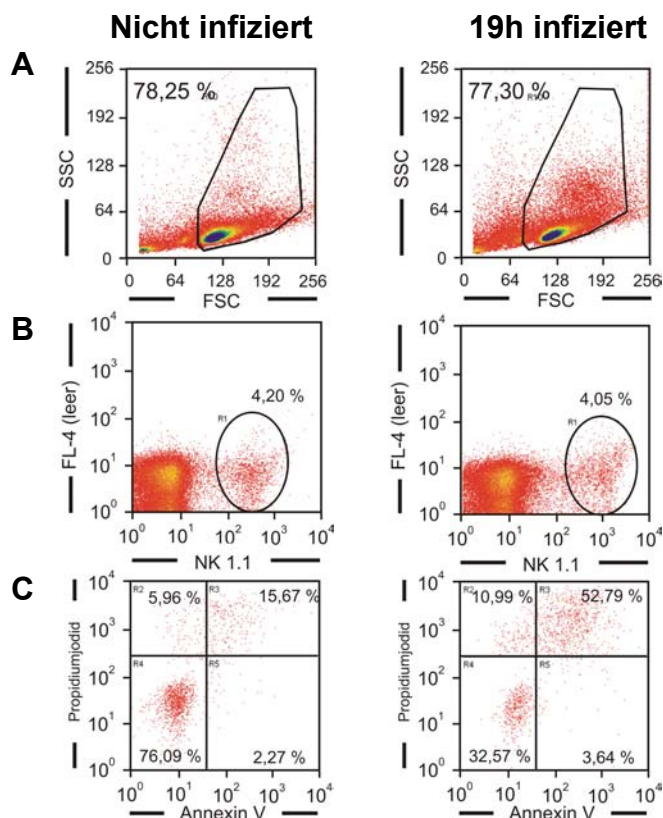 Nicht infiziert 19h infiziert
A
256 256
78,25 % 77,30 %
192 192
SSC SSC
128 128
64 64
0 0
0 64 128 192 256 0 64 128 192 256
FSC FSC
B
10⁴ 10⁴
FL-4 (leer) FL-4 (leer)
10³ 10³
4,20 % 4,05 %
10² 10²
R1 R1
10¹ 10¹
10⁰ 10⁰
10⁰ 10¹ 10² 10³ 10⁴ 10⁰ 10¹ 10² 10³ 10⁴
NK 1.1 NK 1.1
C
10⁴ 10⁴
R2 R3 R2 R3
5,96 % 15,67 % 10,99 % 52,79 %
Propidiumjodid Propidiumjodid
10³ 10³
10² 10²
R4 R5 R4 R5
10¹ 10¹
76,09 % 2,27 % 32,57 % 3,64 %
10⁰ 10⁰
10⁰ 10¹ 10² 10³ 10⁴ 10⁰ 10¹ 10² 10³ 10⁴
Annexin V Annexin V